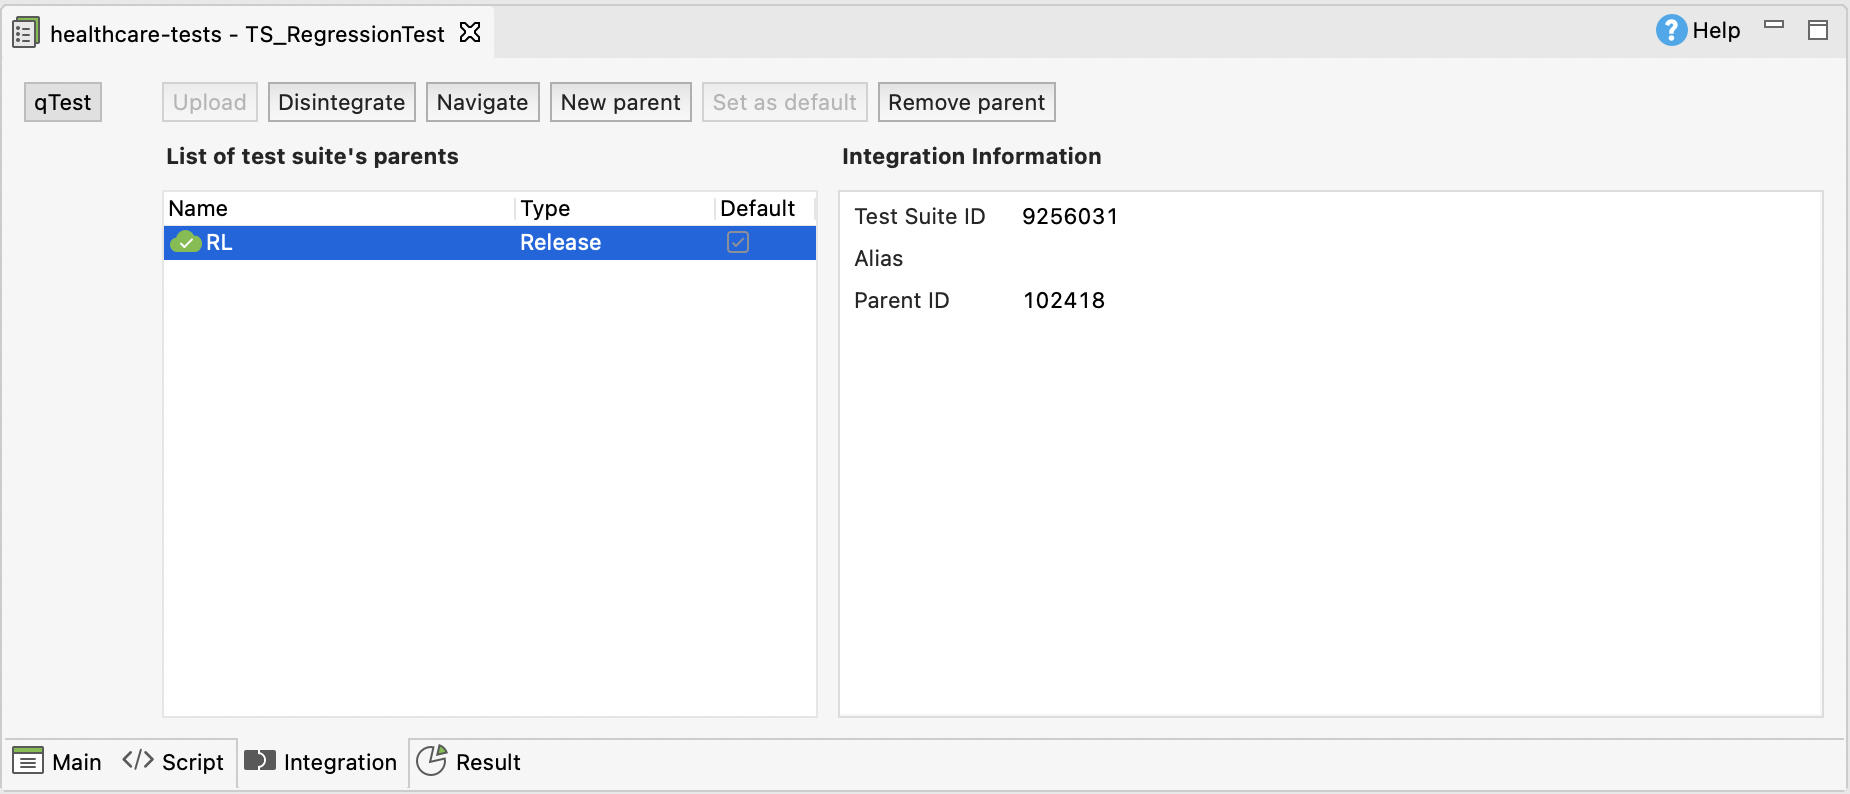 healthcare-tests - TS_RegressionTest
Help
qTest
Upload Disintegrate Navigate New parent Set as default Remove parent
List of test suite's parents
Name Type Default
RL Release
Integration Information
Test Suite ID 9256031
Alias
Parent ID 102418
Main Script Integration Result